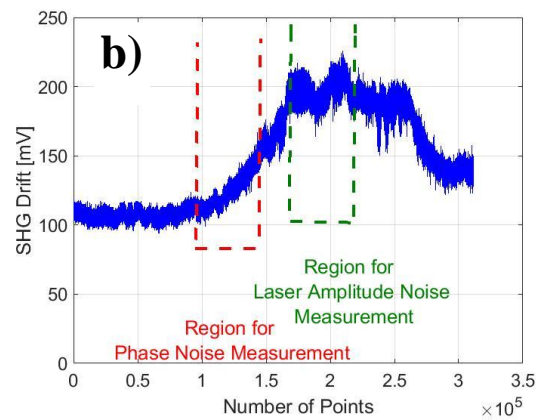 b)
250
200
150
100
50
0
SHG Drift [mV]
Region for
Laser Amplitude Noise
Measurement
Region for
Phase Noise Measurement
0 0.5 1 1.5 2 2.5 3 3.5
Number of Points
×10^5